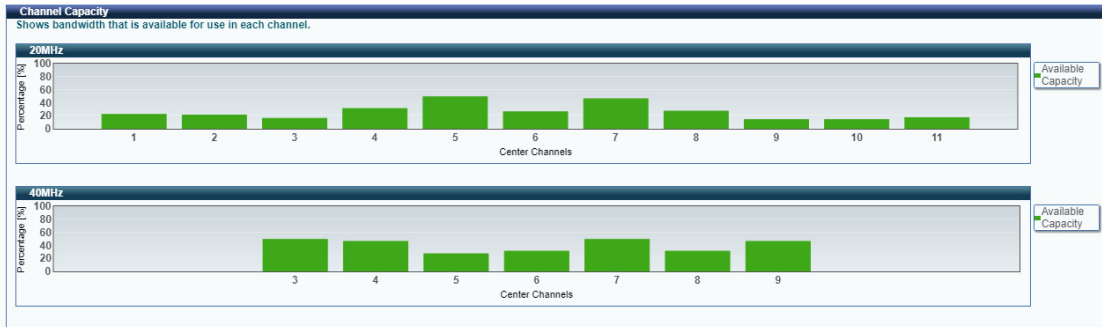 Channel Capacity
Shows bandwidth that is available for use in each channel.
20MHz
Percentage [%]
100
80
60
40
20
0
1 2 3 4 5 6 7 8 9 10 11
Center Channels
Available
Capacity
40MHz
Percentage [%]
100
80
60
40
20
0
3 4 5 6 7 8 9
Center Channels
Available
Capacity